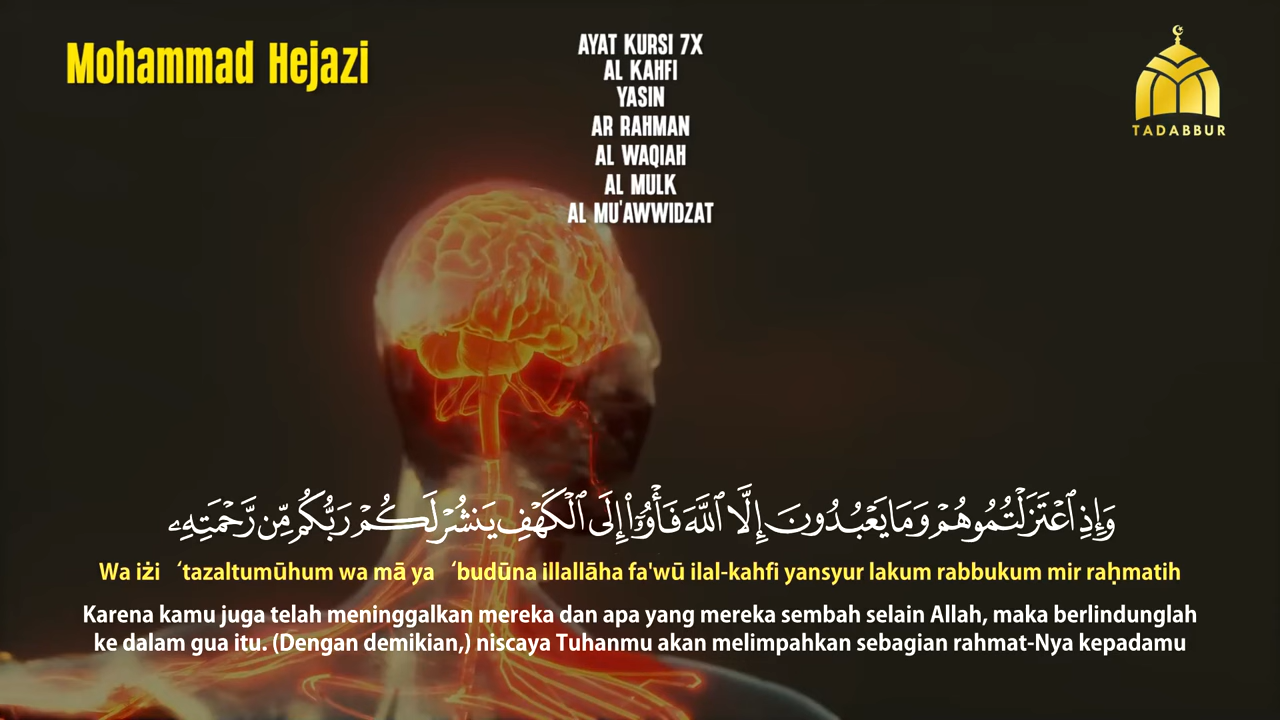 Mohammad Hejazi
AYAT KURSI 7X
AL KAHFI
YASIN
AR RAHMAN
AL WAQIAH
AL MULK
AL MU'AWWIDZAT
TADABBUR
وَإِذِ ٱعْتَزَلْتُمُوهُمْ وَمَا يَعْبُدُونَ إِلَّا ٱللَّهَ فَأْوُۥٓا۟ إِلَى ٱلْكَهْفِ يَنشُرْ لَكُمْ رَبُّكُم مِّن رَّحْمَتِهِۦ
Wa iżi ‘tazaltumūhum wa mā ya ‘budūna illallāha fa'wū ilal-kahfi yansyur lakum rabbukum mir raḥmatih
Karena kamu juga telah meninggalkan mereka dan apa yang mereka sembah selain Allah, maka berlindunglah
ke dalam gua itu. (Dengan demikian,) niscaya Tuhanmu akan melimpahkan sebagian rahmat-Nya kepadamu